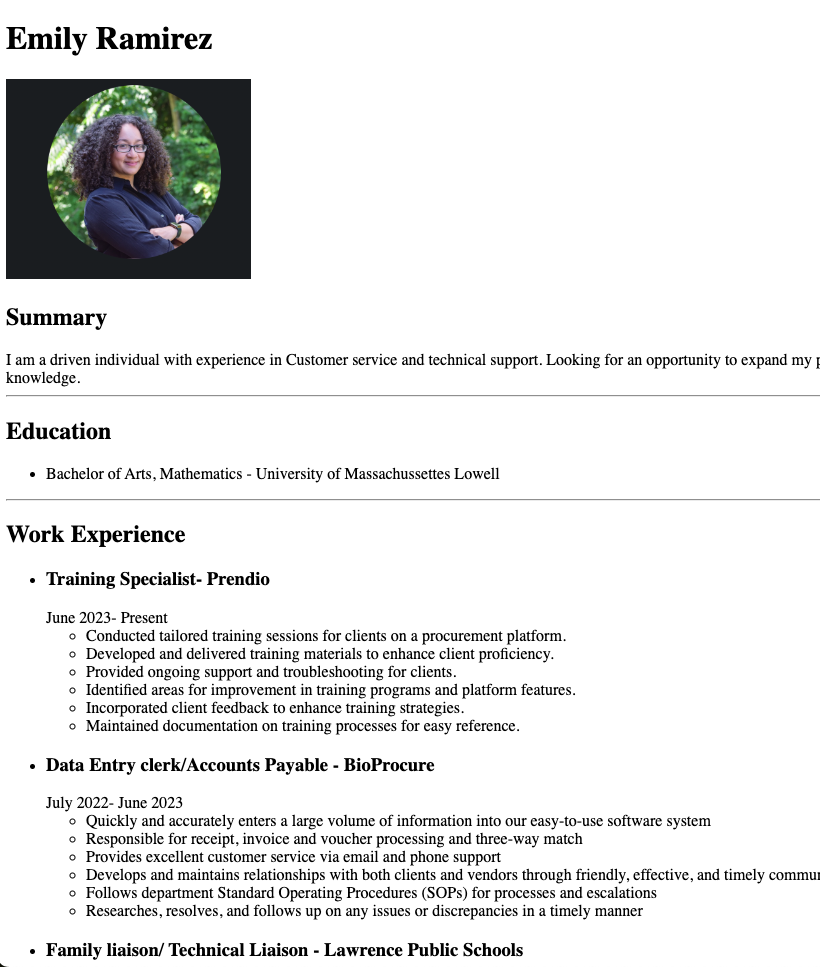 Emily Ramirez
Summary
I am a driven individual with experience in Customer service and technical support. Looking for an opportunity to expand my
knowledge.
Education
Bachelor of Arts, Mathematics - University of Massachussettes Lowell
Work Experience
Training Specialist- Prendio
June 2023- Present
Conducted tailored training sessions for clients on a procurement platform.
Developed and delivered training materials to enhance client proficiency.
Provided ongoing support and troubleshooting for clients.
Identified areas for improvement in training programs and platform features.
Incorporated client feedback to enhance training strategies.
Maintained documentation on training processes for easy reference.
Data Entry clerk/Accounts Payable - BioProcure
July 2022- June 2023
Quickly and accurately enters a large volume of information into our easy-to-use software system
Responsible for receipt, invoice and voucher processing and three-way match
Provides excellent customer service via email and phone support
Develops and maintains relationships with both clients and vendors through friendly, effective, and timely
Follows department Standard Operating Procedures (SOPs) for processes and escalations
Researches, resolves, and follows up on any issues or discrepancies in a timely manner
Family liaison/ Technical Liaison - Lawrence Public Schools